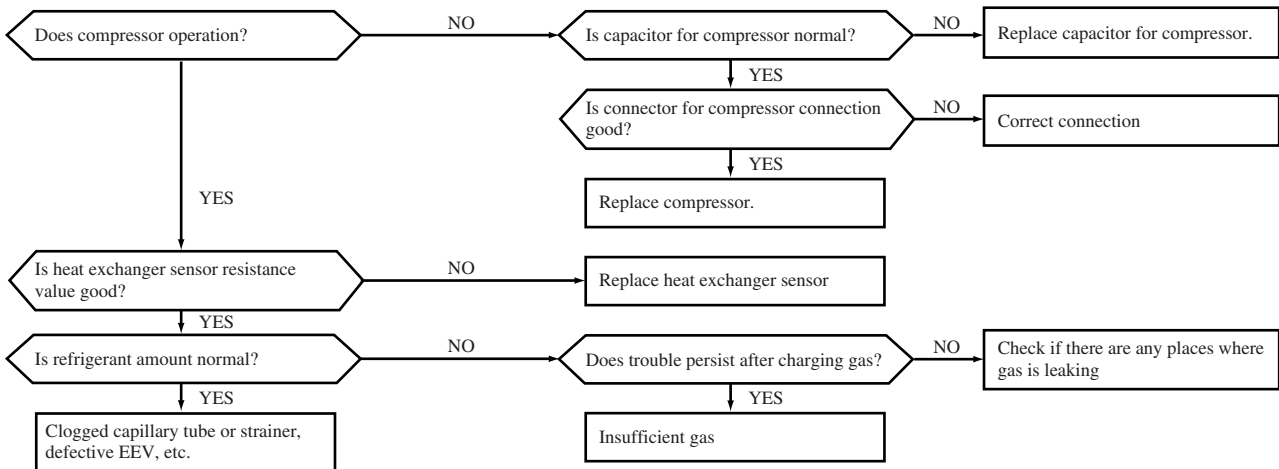 Does compressor operation?
NO
Is capacitor for compressor normal?
NO
Replace capacitor for compressor.
YES
Is connector for compressor connection
good?
NO
Correct connection
YES
YES
Replace compressor.
Is heat exchanger sensor resistance
value good?
NO
Replace heat exchanger sensor
YES
Is refrigerant amount normal?
NO
Does trouble persist after charging gas?
NO
Check if there are any places where
gas is leaking
YES
YES
Clogged capillary tube or strainer,
defective EEV, etc.
Insufficient gas